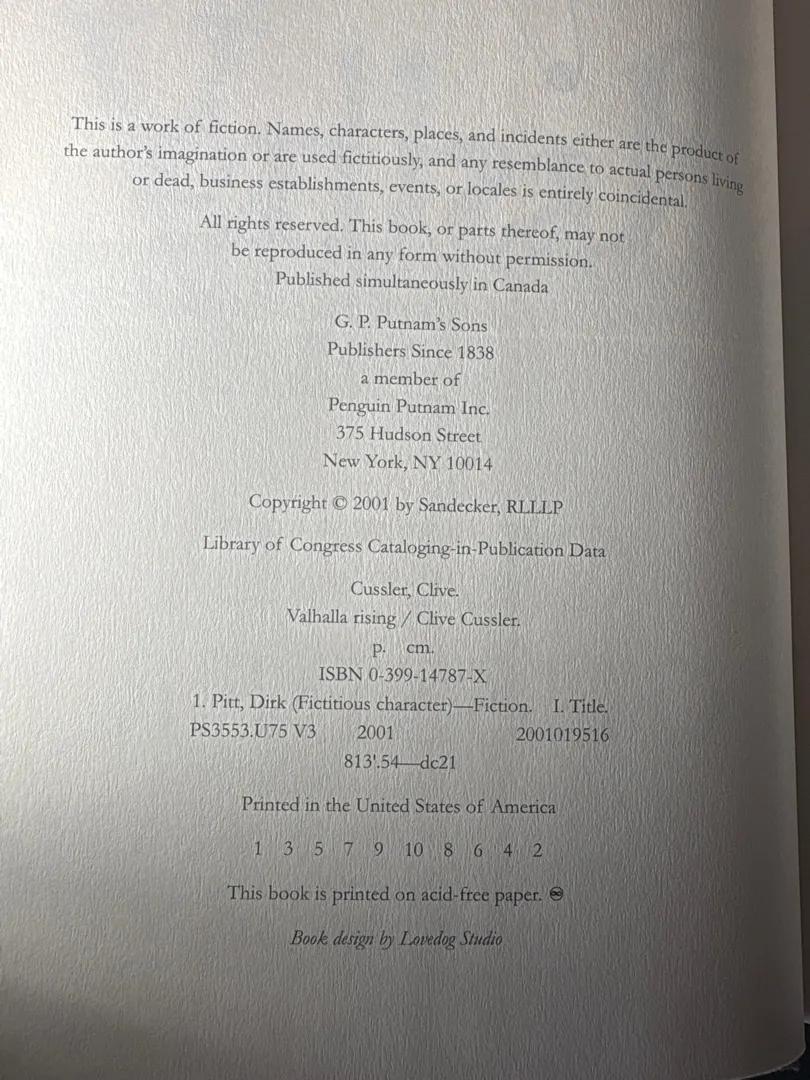 This is a work of fiction. Names, characters, places, and incidents either are the product of
the author's imagination or are used fictitiously, and any resemblance to actual persons living
or dead, business establishments, events, or locales is entirely coincidental.
All rights reserved. This book, or parts thereof, may not
be reproduced in any form without permission.
Published simultaneously in Canada
G. P. Putnam's Sons
Publishers Since 1838
a member of
Penguin Putnam Inc.
375 Hudson Street
New York, NY 10014
Copyright © 2001 by Sandecker, RLLLP
Library of Congress Cataloging-in-Publication Data
Cussler, Clive.
Valhalla rising / Clive Cussler.
p. cm.
ISBN 0-399-14787-X
1. Pitt, Dirk (Fictitious character)—Fiction. I. Title.
PS3553.U75 V3 2001 2001019516
813'.54—dc21
Printed in the United States of America
1 3 5 7 9 10 8 6 4 2
This book is printed on acid-free paper. ♾
Book design by Lovedog Studio